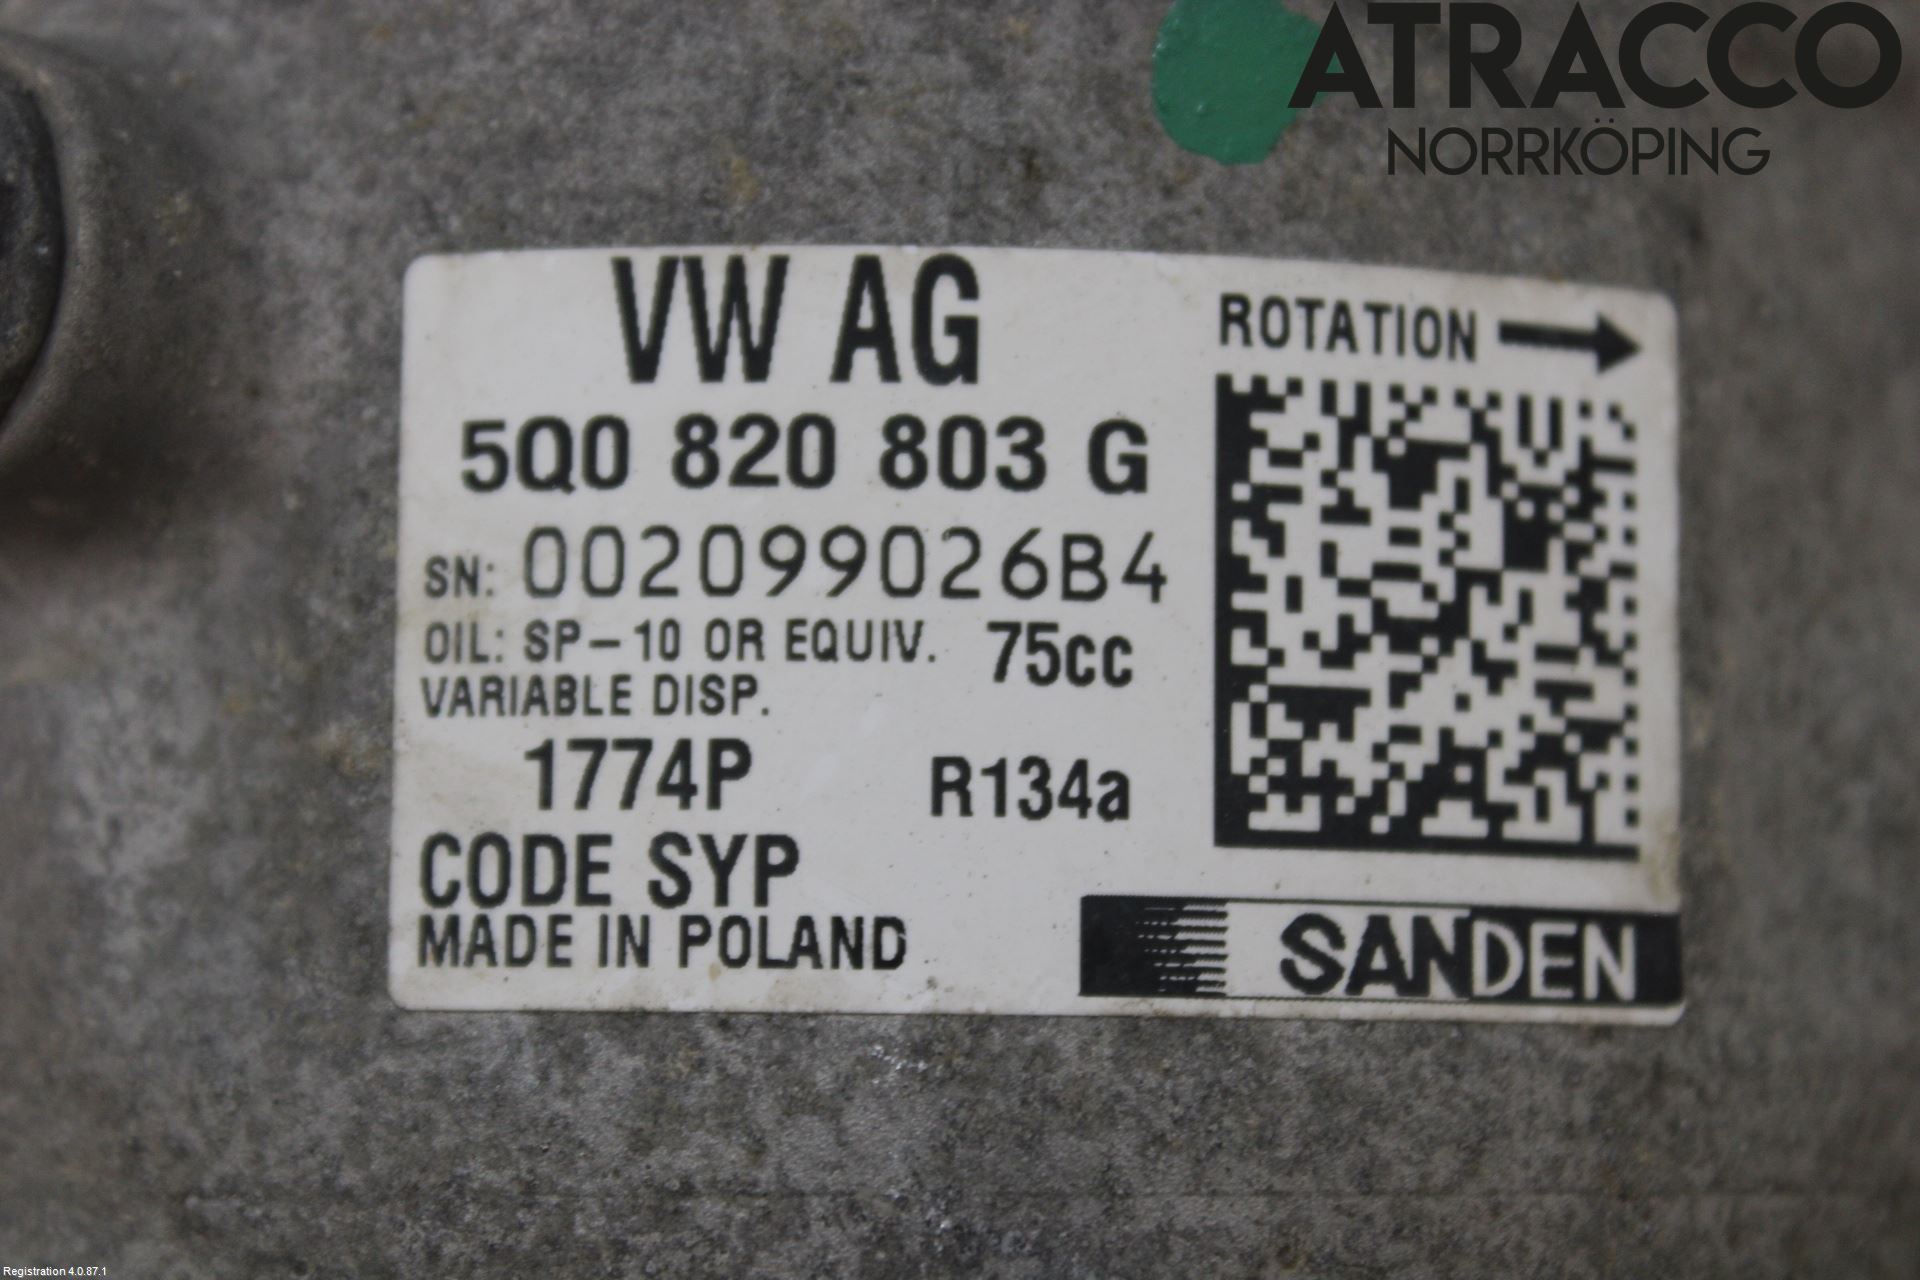 ATRACCO
NORRKÖPING
VW AG
ROTATION
5Q0 820 803 G
SN: 002099026B4
OIL: SP-10 OR EQUIV. 75cc
VARIABLE DISP.
1774P R134a
CODE SYP
MADE IN POLAND
SANDEN
Registration 4.0.87.1